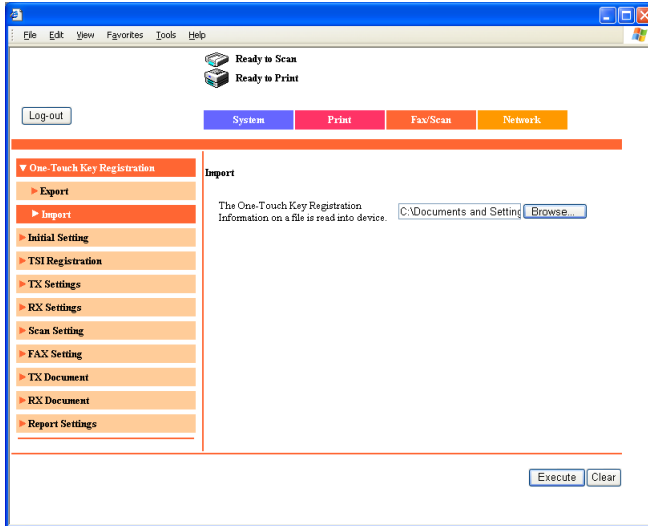 File Edit View Favorites Tools Help
Ready to Scan
Ready to Print
Log-out
System Print Fax/Scan Network
One-Touch Key Registration
Export
Import
Initial Setting
TSI Registration
TX Settings
RX Settings
Scan Setting
FAX Setting
TX Document
RX Document
Report Settings
Import
The One-Touch Key Registration
Information on a file is read into device.
C:\Documents and Setting Browse...
Execute Clear